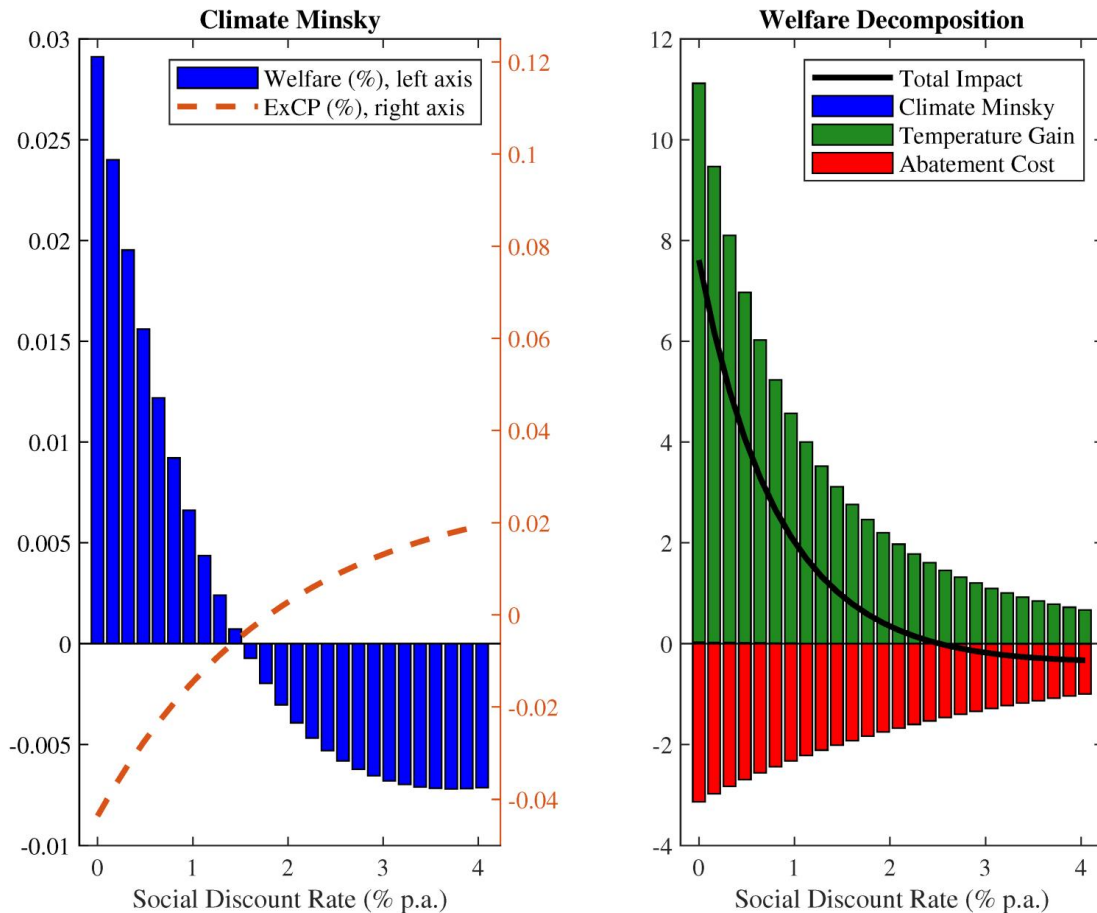 Climate Minsky
0.03
0.025
0.02
0.015
0.01
0.005
0
-0.005
-0.01
0.12
0.1
0.08
0.06
0.04
0.02
0
-0.02
-0.04
Welfare (%), left axis
ExCP (%), right axis
0 1 2 3 4
Social Discount Rate (% p.a.)
Welfare Decomposition
12
10
8
6
4
2
0
-2
-4
Total Impact
Climate Minsky
Temperature Gain
Abatement Cost
0 1 2 3 4
Social Discount Rate (% p.a.)